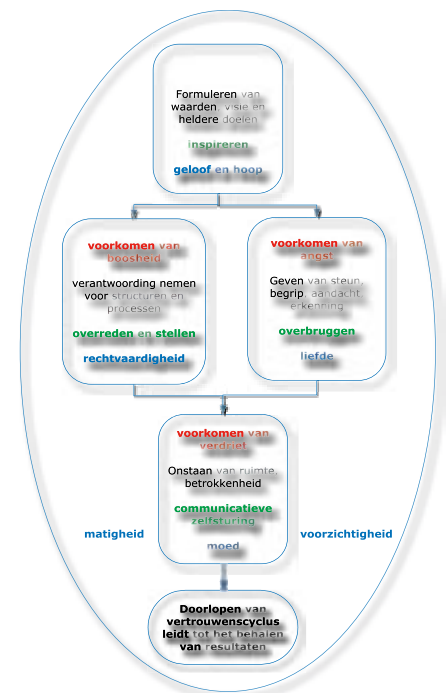 Formuleren van
waarden, visie en
heldere doelen
inspireren
geloof en hoop
voorkomen van
boosheid
verantwoording nemen
voor structuren en
processen
overreden en stellen
rechtvaardigheid
voorkomen van
angst
Geven van steun,
begrip, aandacht,
erkenning
overbruggen
liefde
voorkomen van
verdriet
Onstaan van ruimte,
betrokkenheid
communicatieve
zelfsturing
moed
matigheid
voorzichtigheid
Doorlopen van
vertrouwenscyclus
leidt tot het behalen
van resultaten